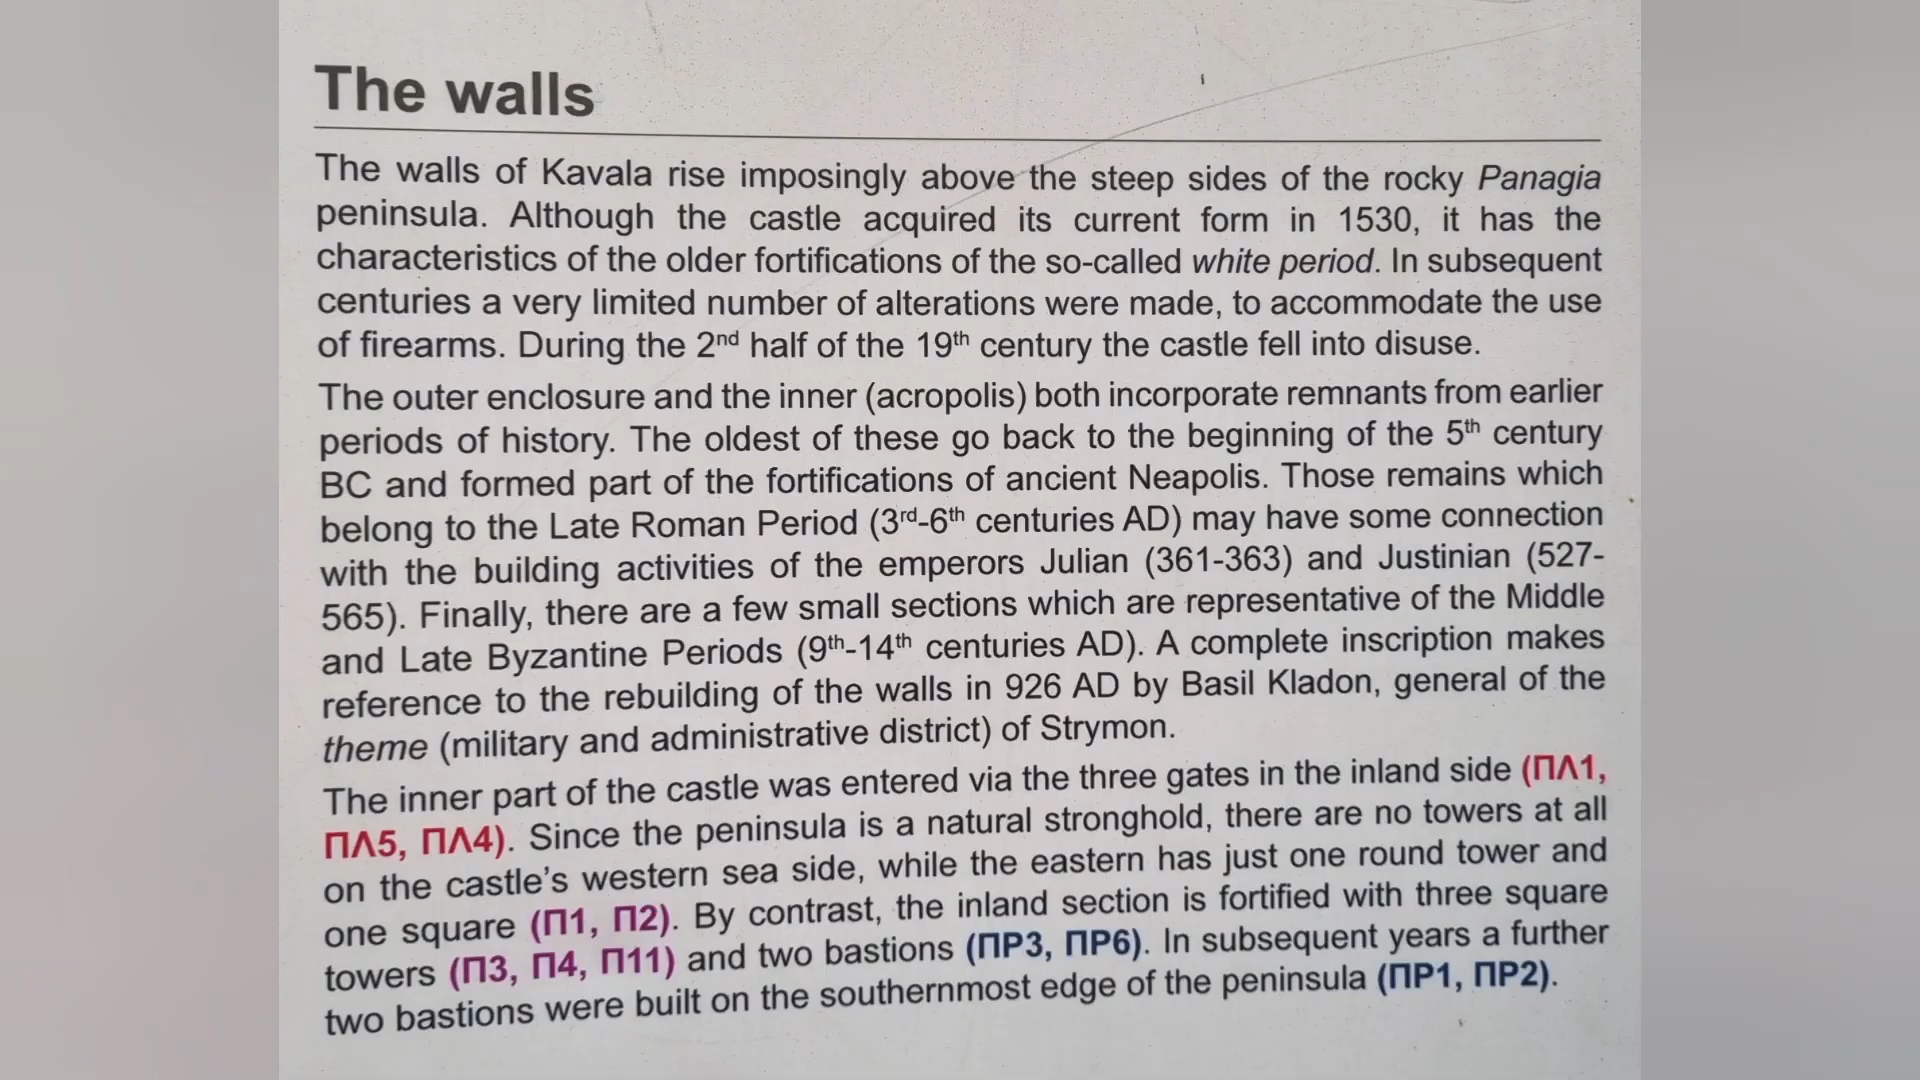 The walls
The walls of Kavala rise imposingly above the steep sides of the rocky Panagia
peninsula. Although the castle acquired its current form in 1530, it has the
characteristics of the older fortifications of the so-called white period. In subsequent
centuries a very limited number of alterations were made, to accommodate the use
of firearms. During the 2nd half of the 19th century the castle fell into disuse.
The outer enclosure and the inner (acropolis) both incorporate remnants from earlier
periods of history. The oldest of these go back to the beginning of the 5th century
BC and formed part of the fortifications of ancient Neapolis. Those remains which
belong to the Late Roman Period (3rd-6th centuries AD) may have some connection
with the building activities of the emperors Julian (361-363) and Justinian (527-
565). Finally, there are a few small sections which are representative of the Middle
and Late Byzantine Periods (9th-14th centuries AD). A complete inscription makes
reference to the rebuilding of the walls in 926 AD by Basil Kladon, general of the
theme (military and administrative district) of Strymon.
The inner part of the castle was entered via the three gates in the inland side (ΠΛ1,
ΠΛ5, ΠΛ4). Since the peninsula is a natural stronghold, there are no towers at all
on the castle's western sea side, while the eastern has just one round tower and
one square (Π1, Π2). By contrast, the inland section is fortified with three square
towers (Π3, Π4, Π11) and two bastions (ΠΡ3, ΠΡ6). In subsequent years a further
two bastions were built on the southernmost edge of the peninsula (ΠΡ1, ΠΡ2).